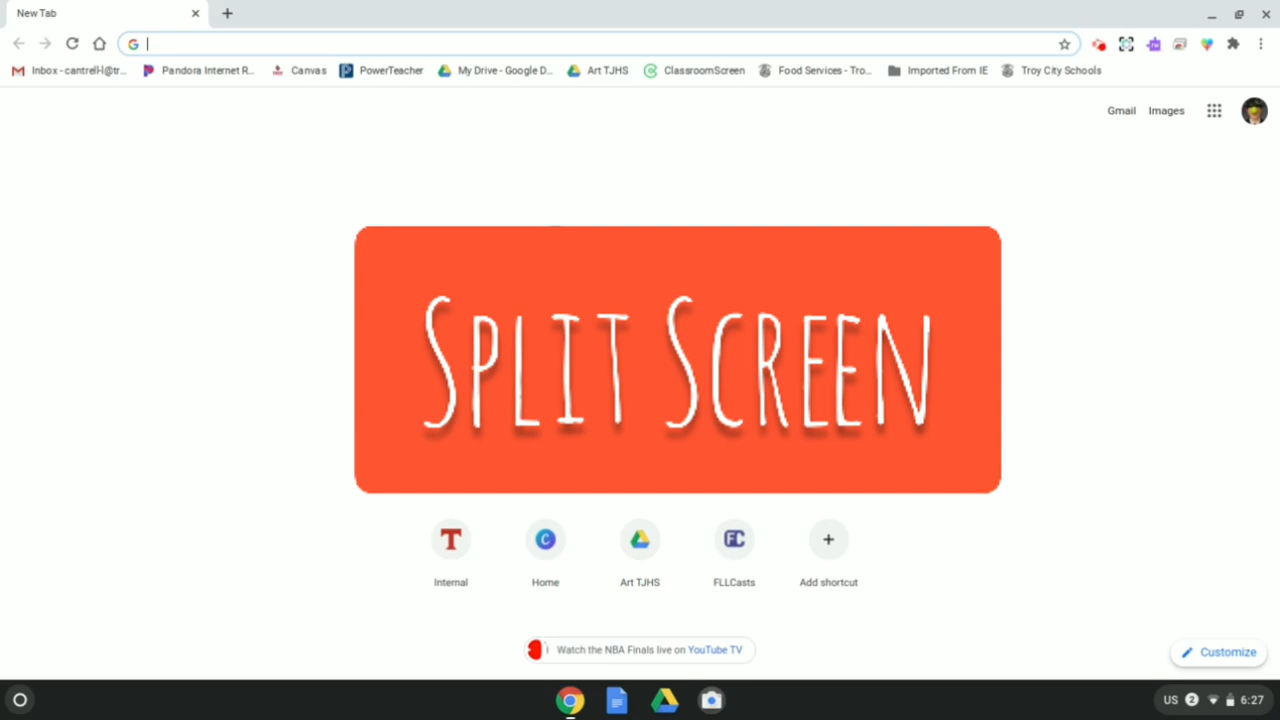 New Tab
Inbox - cantrell-l@tr...
Pandora Internet R...
Canvas
PowerTeacher
My Drive - Google D...
Art TJHS
ClassroomScreen
Food Services - Tro...
Imported From IE
Troy City Schools
Gmail
Images
SPLIT SCREEN
T
Internal
C
Home
Art TJHS
FC
FLLCasts
Add shortcut
Watch the NBA Finals live on YouTube TV
Customize
US 2 6:27